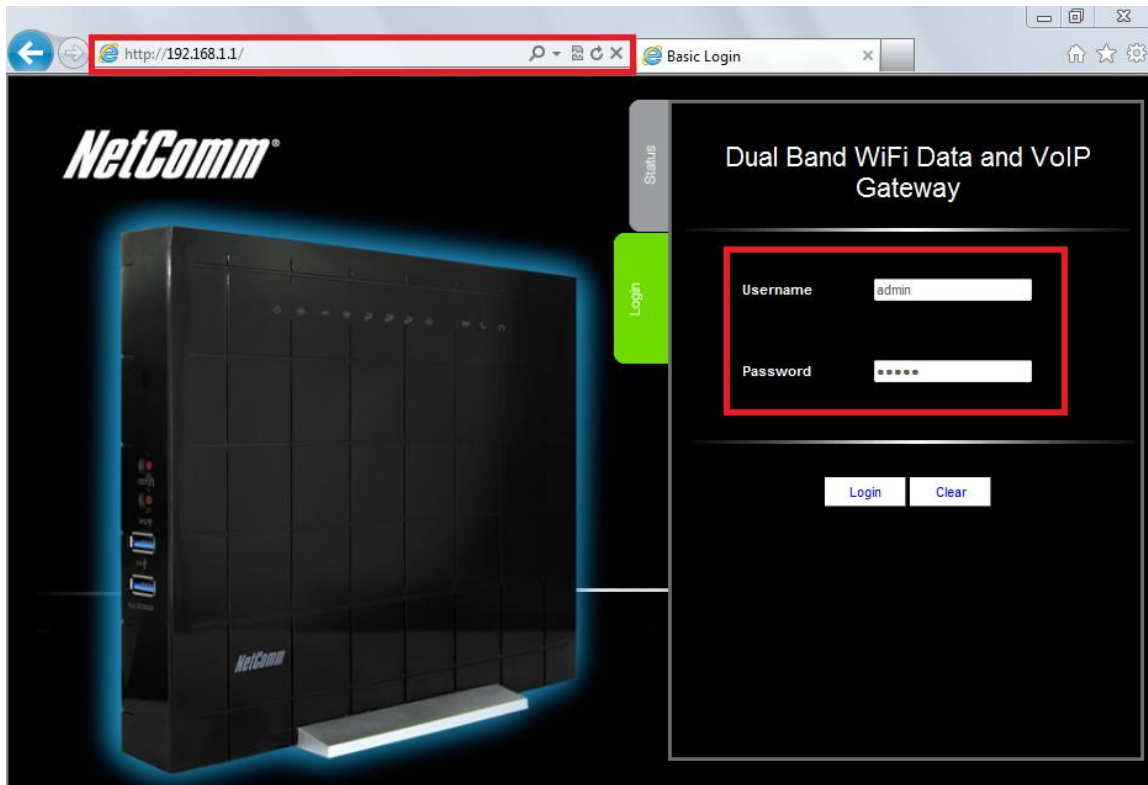 http://192.168.1.1/
Basic Login
NetComm®
Status
Login
Dual Band WiFi Data and VoIP
Gateway
Username
admin
Password
•••••
Login
Clear
NetComm